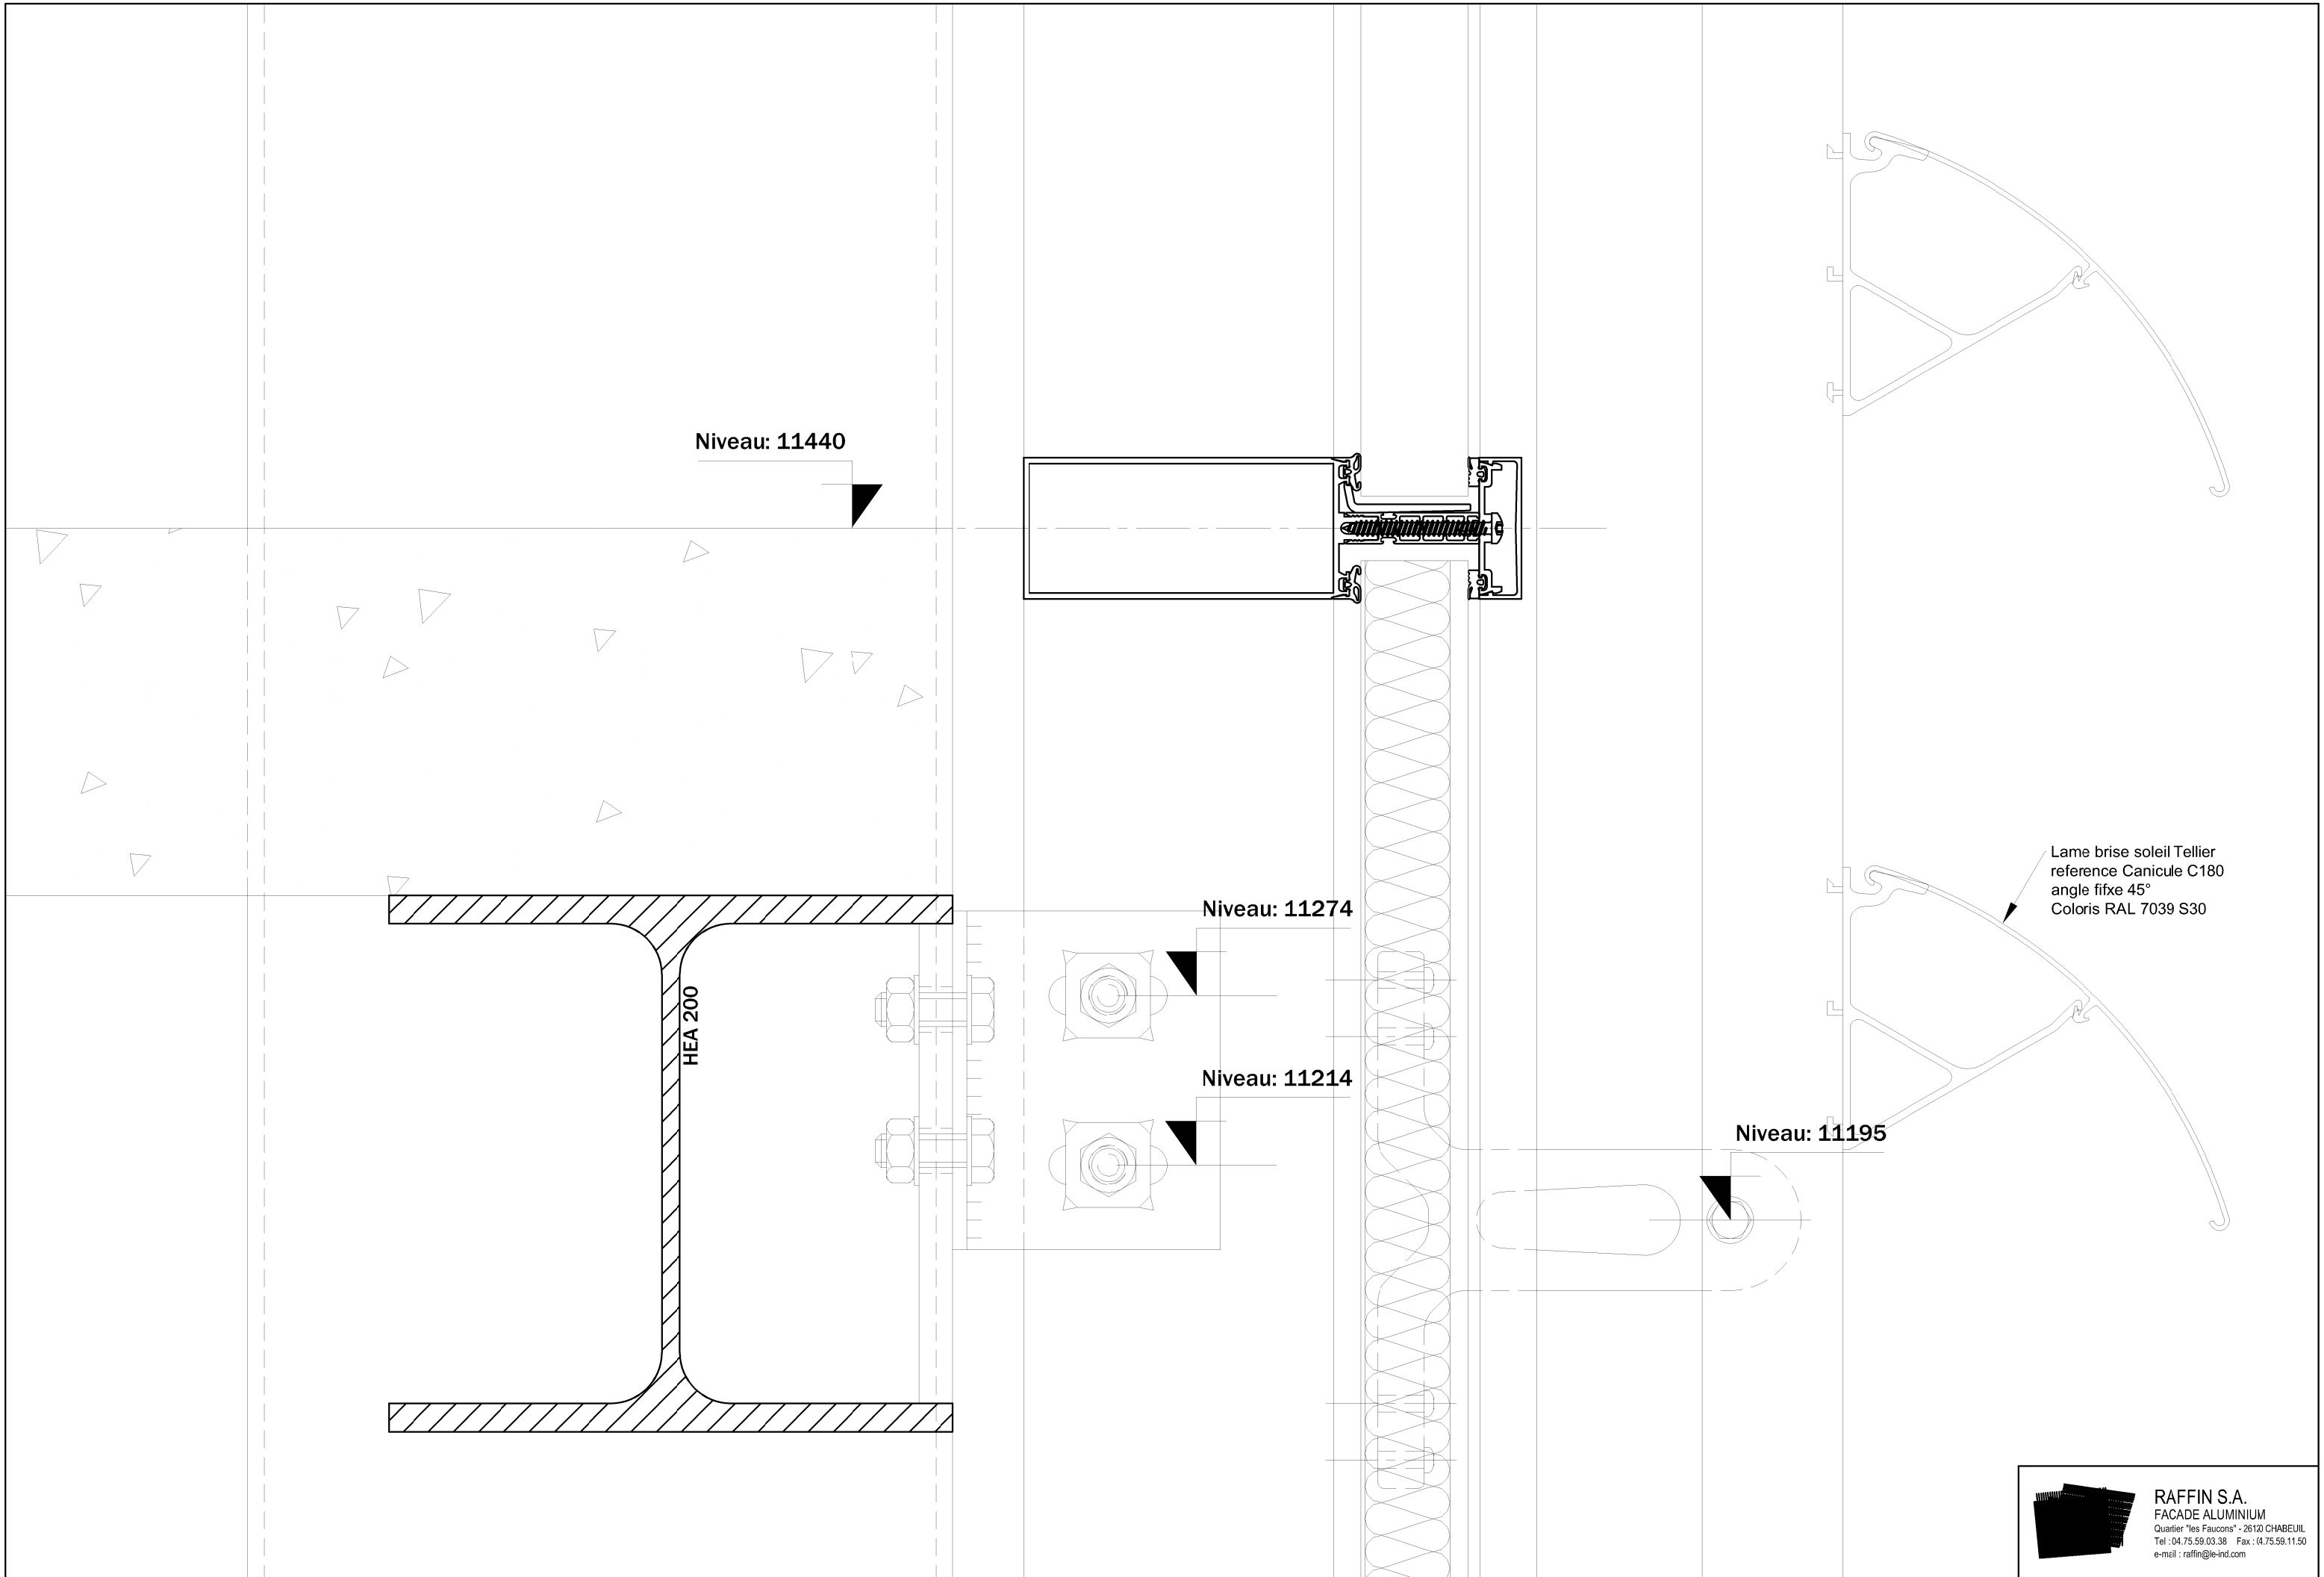 Niveau: 11440
Lame brise soleil Tellier
reference Canicule C180
angle fifxe 45°
Coloris RAL 7039 S30
Niveau: 11274
HEA 200
Niveau: 11214
Niveau: 11195
RAFFIN S.A.
FACADE ALUMINIUM
Quartier "les Faucons" - 26120 CHABEUIL
Tel : 04.75.59.03.38 Fax : 04.75.59.11.50
e-mail : raffin@le-ind.com